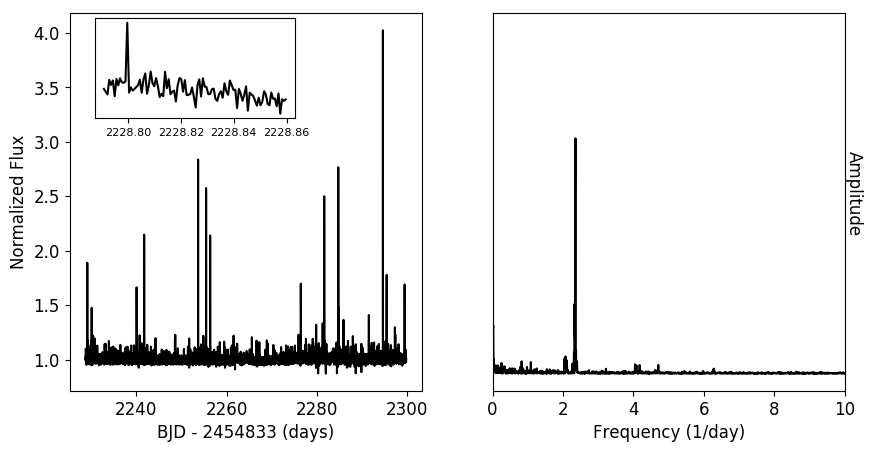 4.0
3.5
3.0
2.5
2.0
1.5
1.0
Normalized Flux
2228.80 2228.82 2228.84 2228.86
2240 2260 2280 2300
BJD - 2454833 (days)
0 2 4 6 8 10
Frequency (1/day)
Amplitude